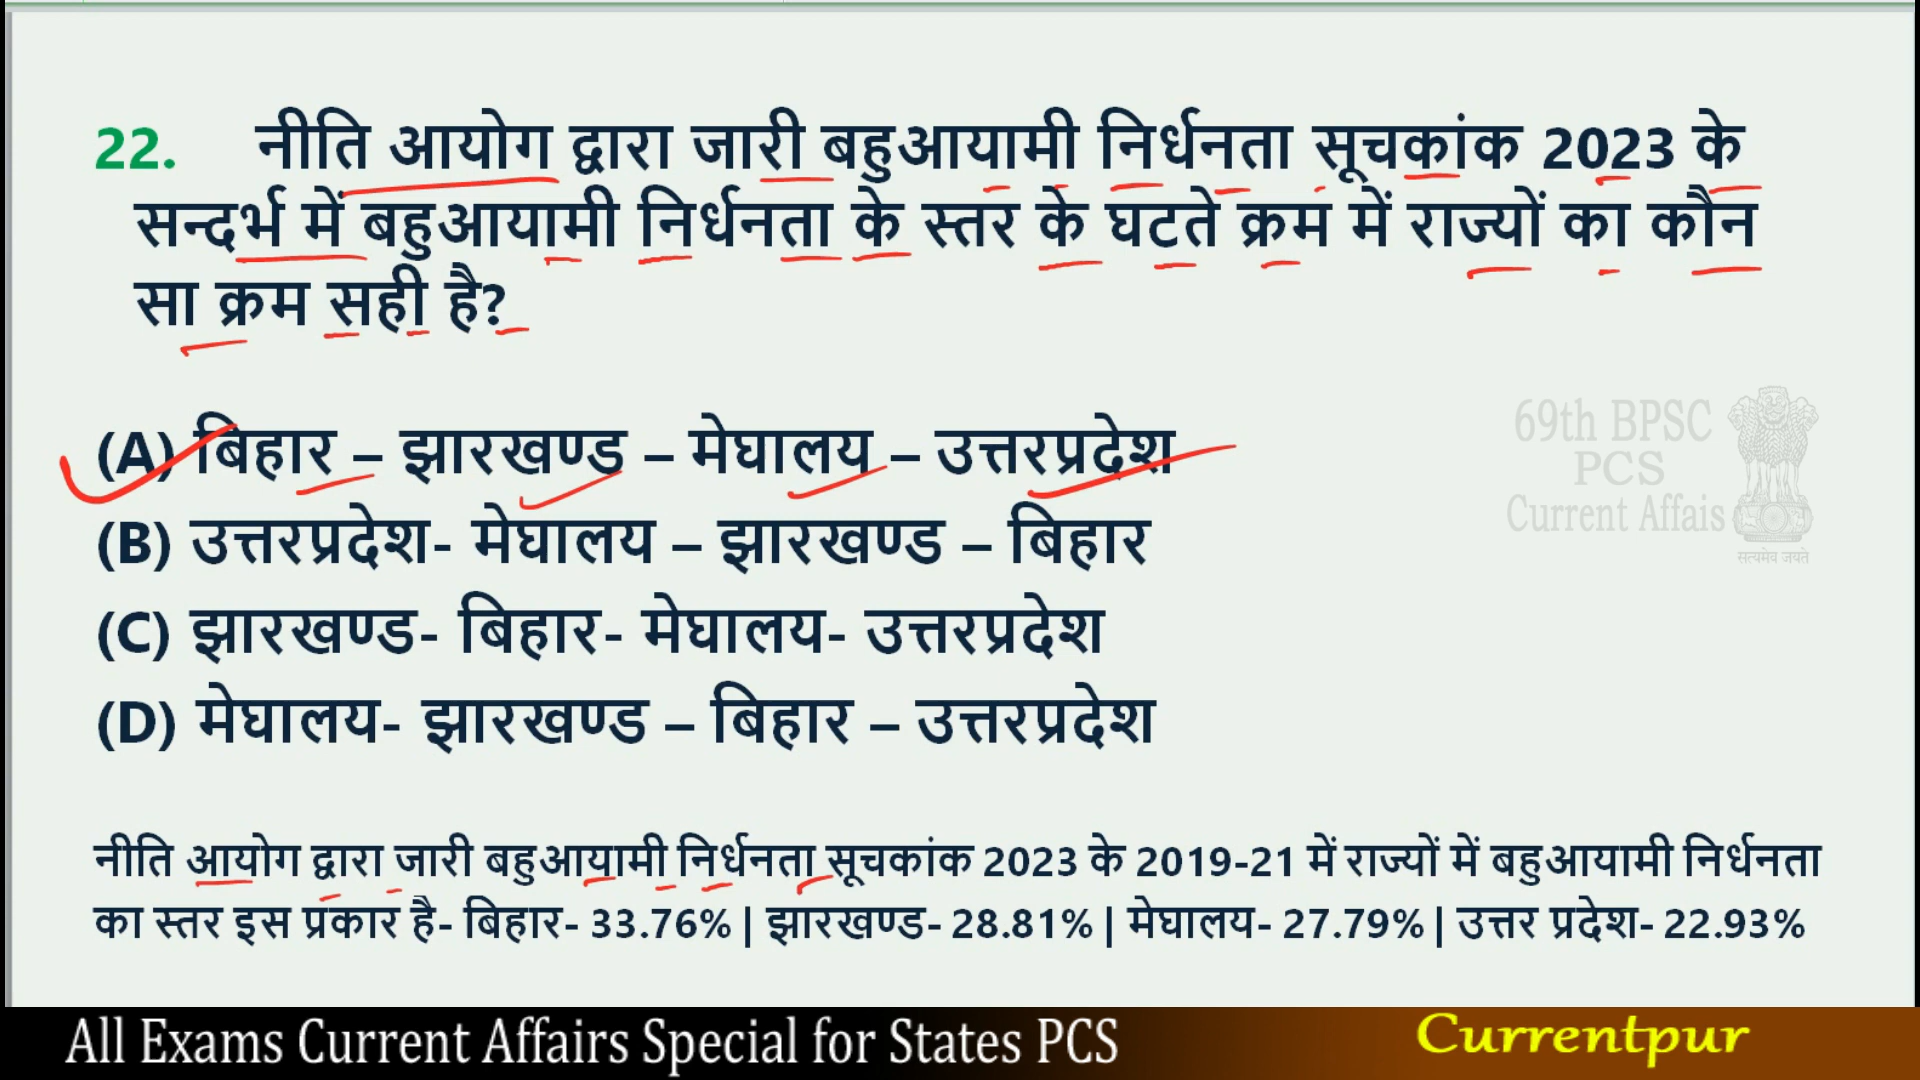 22. नीति आयोग द्वारा जारी बहुआयामी निर्धनता सूचकांक 2023 के
सन्दर्भ में बहुआयामी निर्धनता के स्तर के घटते क्रम में राज्यों का कौन
सा क्रम सही है?
(A) बिहार – झारखण्ड – मेघालय – उत्तरप्रदेश
(B) उत्तरप्रदेश- मेघालय – झारखण्ड – बिहार
(C) झारखण्ड- बिहार- मेघालय- उत्तरप्रदेश
(D) मेघालय- झारखण्ड – बिहार – उत्तरप्रदेश
69th BPSC
PCS
Current Affais
सत्यमेव जयते
नीति आयोग द्वारा जारी बहुआयामी निर्धनता सूचकांक 2023 के 2019-21 में राज्यों में बहुआयामी निर्धनता
का स्तर इस प्रकार है- बिहार- 33.76% | झारखण्ड- 28.81% | मेघालय- 27.79% | उत्तर प्रदेश- 22.93%
All Exams Current Affairs Special for States PCS
Currentpur